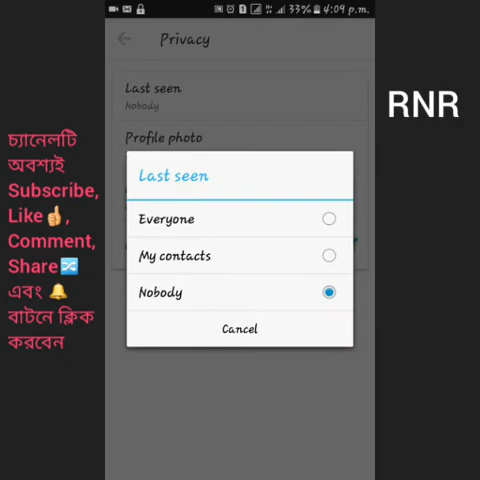 33% 4:09 p.m.
Privacy
Last seen
Nobody
Profile photo
Last seen
Everyone
My contacts
Nobody
Cancel
RNR
চ্যানেলটি
অবশ্যই
Subscribe,
Like👍,
Comment,
Share🔀
এবং 🔔
বাটনে ক্লিক
করবেন